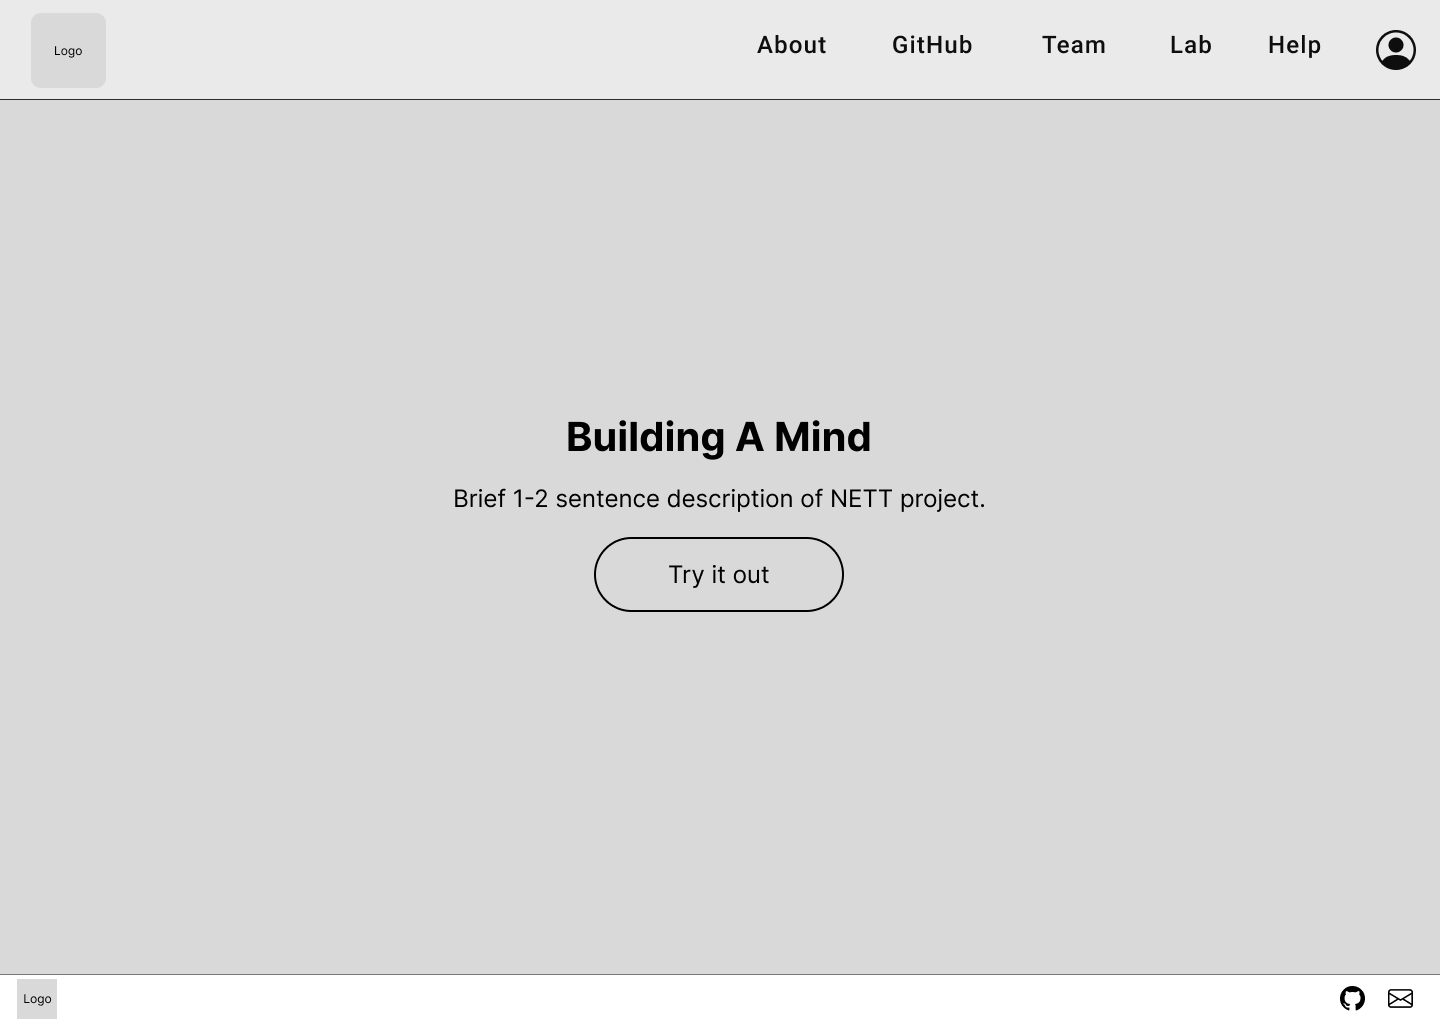 Logo
About GitHub Team Lab Help
Building A Mind
Brief 1-2 sentence description of NETT project.
Try it out
Logo